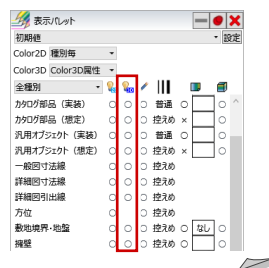 表示パレット
初期値 設定
Color2D 種別毎
Color3D Color3D属性
全種別
カタログ部品（実装） ○ ○ ○ 普通 ○ ○
カタログ部品（想定） ○ ○ ○ 控えめ × ○
汎用オブジェクト（実装） ○ ○ ○ 普通 ○ ○
汎用オブジェクト（想定） ○ ○ ○ 控えめ × ○
一般図寸法線 ○ ○ ○ 控えめ
詳細図寸法線 ○ ○ ○ 控えめ
詳細図引出線 ○ ○ ○ 控えめ
方位 ○ ○ ○ 控えめ
敷地境界・地盤 ○ ○ ○ 控えめ ○ なし ○
擁壁 ○ ○ ○ 控えめ ○ ○